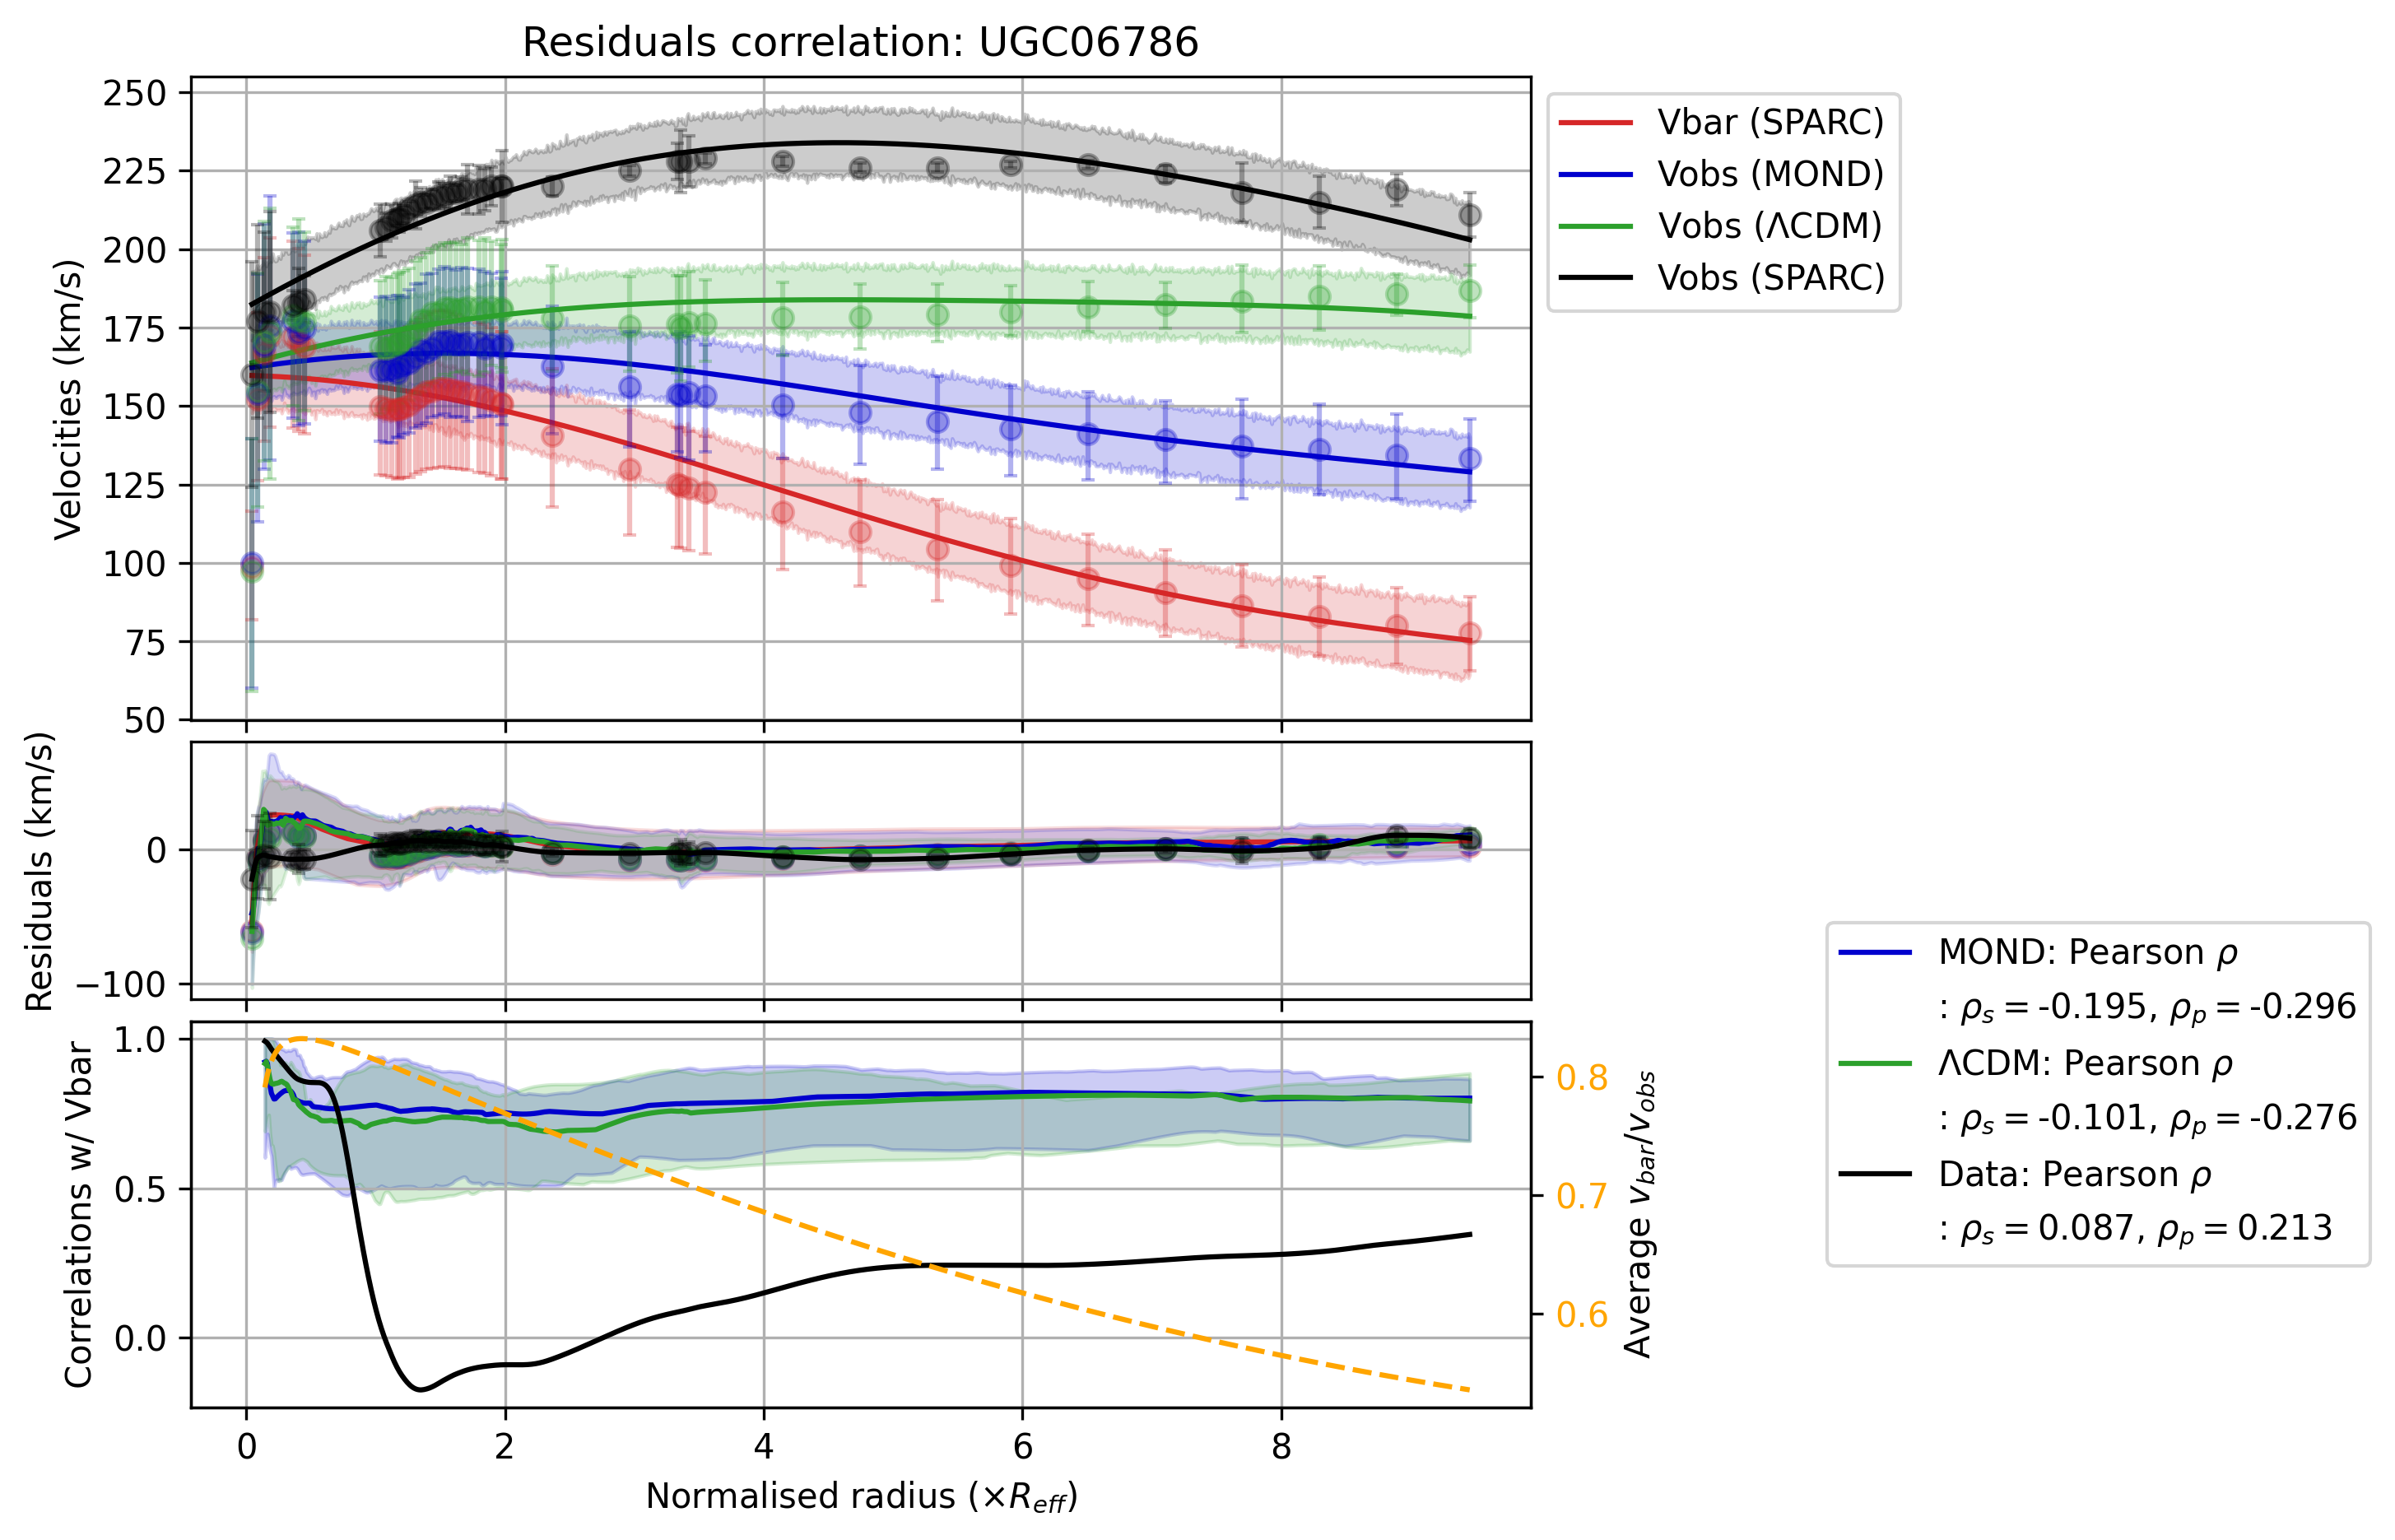 Residuals correlation: UGC06786
Velocities (km/s)
250
225
200
175
150
125
100
75
50
Vbar (SPARC)
Vobs (MOND)
Vobs (ΛCDM)
Vobs (SPARC)
Residuals (km/s)
0
−100
Correlations w/ Vbar
1.0
0.5
0.0
0.8
0.7
0.6
Average v_bar/v_obs
MOND: Pearson ρ
: ρ_s = -0.195, ρ_p = -0.296
ΛCDM: Pearson ρ
: ρ_s = -0.101, ρ_p = -0.276
Data: Pearson ρ
: ρ_s = 0.087, ρ_p = 0.213
0 2 4 6 8
Normalised radius (×R_eff)